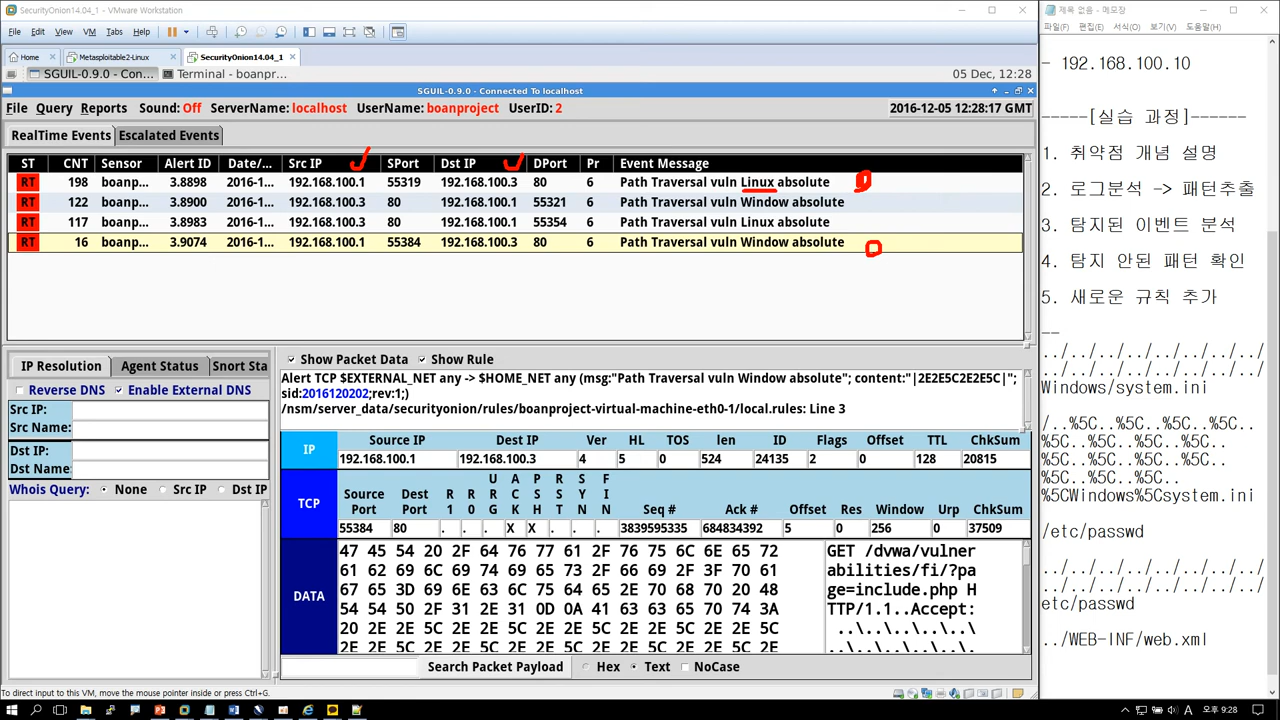 SecurityOnion14.04_1 - VMware Workstation
File Edit View VM Tabs Help
Home Metasploitable2-Linux SecurityOnion14.04_1
SGUIL-0.9.0 - Con... Terminal - boanpr... 05 Dec, 12:28
SGUIL-0.9.0 - Connected To localhost
File Query Reports Sound: Off ServerName: localhost UserName: boanproject UserID: 2 2016-12-05 12:28:17 GMT
RealTime Events Escalated Events
ST CNT Sensor Alert ID Date/... Src IP SPort Dst IP DPort Pr Event Message
RT 198 boanp... 3.8898 2016-1... 192.168.100.1 55319 192.168.100.3 80 6 Path Traversal vuln Linux absolute
RT 122 boanp... 3.8900 2016-1... 192.168.100.3 80 192.168.100.1 55321 6 Path Traversal vuln Window absolute
RT 117 boanp... 3.8983 2016-1... 192.168.100.3 80 192.168.100.1 55354 6 Path Traversal vuln Linux absolute
RT 16 boanp... 3.9074 2016-1... 192.168.100.1 55384 192.168.100.3 80 6 Path Traversal vuln Window absolute
IP Resolution Agent Status Snort Sta
Reverse DNS Enable External DNS
Src IP:
Src Name:
Dst IP:
Dst Name:
Whois Query: None Src IP Dst IP
Show Packet Data Show Rule
Alert TCP $EXTERNAL_NET any -> $HOME_NET any (msg:"Path Traversal vuln Window absolute"; content:"|2E2E5C2E2E5C|";
sid:2016120202;rev:1;)
/nsm/server_data/securityonion/rules/boanproject-virtual-machine-eth0-1/local.rules: Line 3
IP Source IP Dest IP Ver HL TOS len ID Flags Offset TTL ChkSum
192.168.100.1 192.168.100.3 4 5 0 524 24135 2 0 128 20815
TCP Source Port Dest Port R1 R0 URG ACK PSH RST SYN FIN Seq # Ack # Offset Res Window Urp ChkSum
55384 80 . . . X X . . . 3839595335 684834392 5 0 256 0 37509
DATA
47 45 54 20 2F 64 76 77 61 2F 76 75 6C 6E 65 72 GET /dvwa/vulner
61 62 69 6C 69 74 69 65 73 2F 66 69 2F 3F 70 61 abilities/fi/?pa
67 65 3D 69 6E 63 6C 75 64 65 2E 70 68 70 20 48 ge=include.php H
54 54 50 2F 31 2E 31 0D 0A 41 63 63 65 70 74 3A TTP/1.1..Accept:
20 2E 2E 5C 2E 2E 5C 2E 2E 5C 2E 2E 5C 2E 2E 5C ..\..\..\..\..\
2E 2E 5C 2E 2E 5C 2E 2E 5C 2E 2E 5C 2E 2E 5C 2E ..\..\..\..\..\.
Search Packet Payload Hex Text NoCase
To direct input to this VM, move the mouse pointer inside or press Ctrl+G.
제목 없음 - 메모장
파일(F) 편집(E) 서식(O) 보기(V) 도움말(H)
- 192.168.100.10
-----[실습 과정]------
1. 취약점 개념 설명
2. 로그분석 -> 패턴추출
3. 탐지된 이벤트 분석
4. 탐지 안된 패턴 확인
5. 새로운 규칙 추가
--
../../../../../../../../
Windows/system.ini
/..%5C..%5C..%5C..
%5C..%5C..%5C..%5C..
%5C..%5C..%5C..%5C..
%5C..%5C..%5C..
%5CWindows%5Csystem.ini
/etc/passwd
../../../../../../../../
../../../../../../../../
etc/passwd
../WEB-INF/web.xml
A 오후 9:28